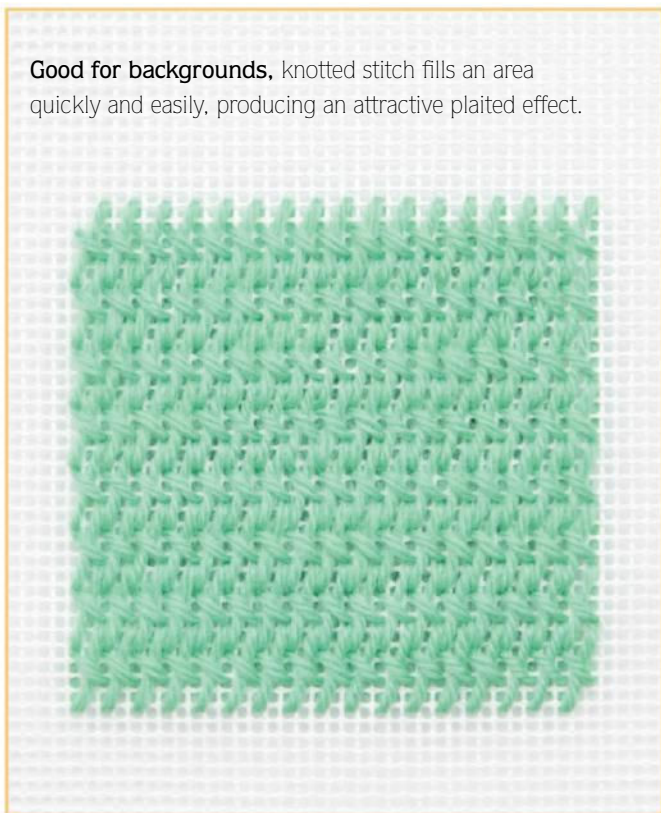 Good for backgrounds, knotted stitch fills an area
quickly and easily, producing an attractive plaited effect.